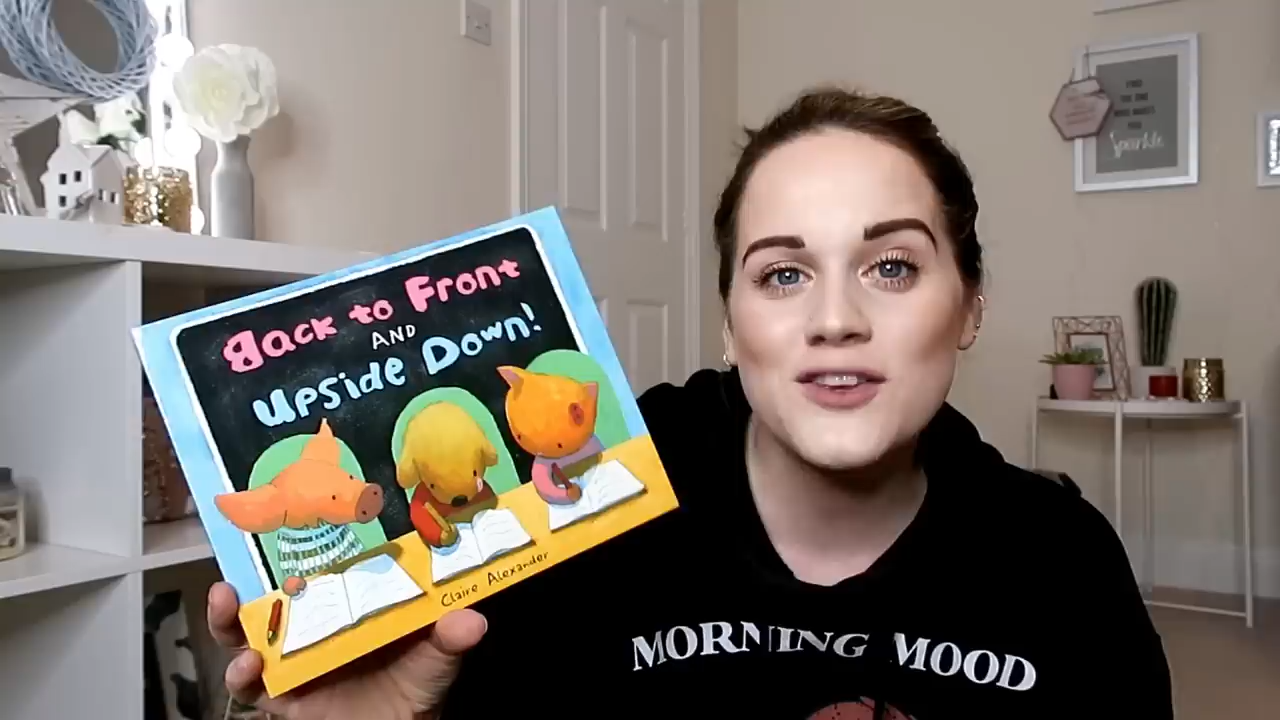 Back to Front
AND
Upside Down!
Claire Alexander
MORNING MOOD
Sparkle